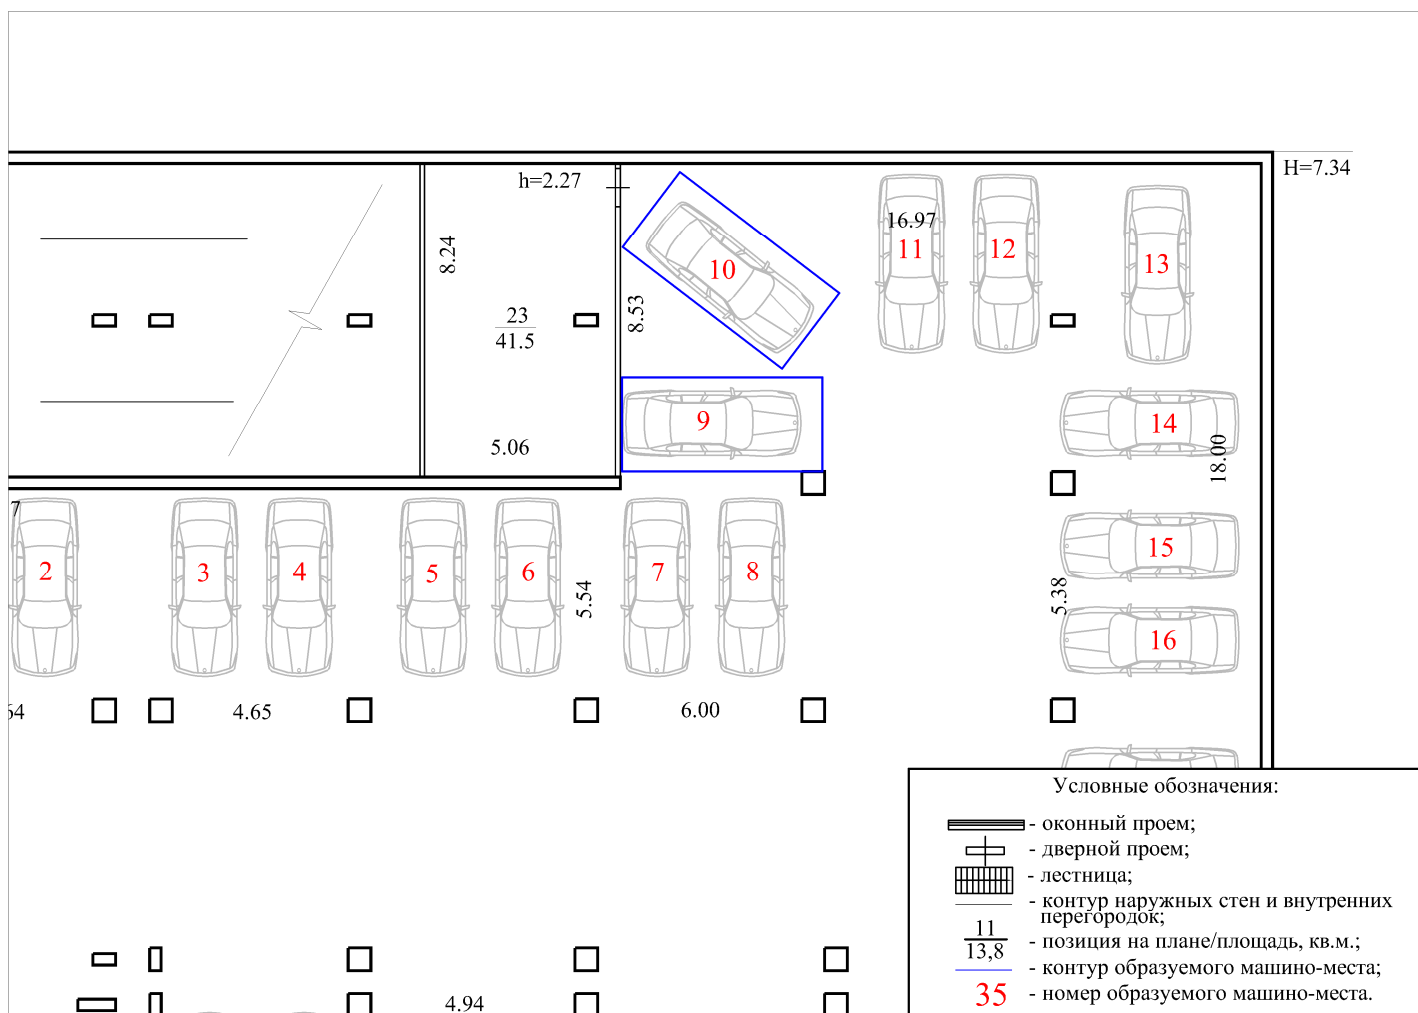 H=7.34
h=2.27
16.97
8.24
10
11
12
13
23
41.5
8.53
9
14
5.06
18.00
7
2
3
4
5
6
7
8
15
5.54
5.38
16
64
4.65
6.00
Условные обозначения:
- оконный проем;
- дверной проем;
- лестница;
- контур наружных стен и внутренних
перегородок;
11
13,8
- позиция на плане/площадь, кв.м.;
- контур образуемого машино-места;
35 - номер образуемого машино-места.
4.94